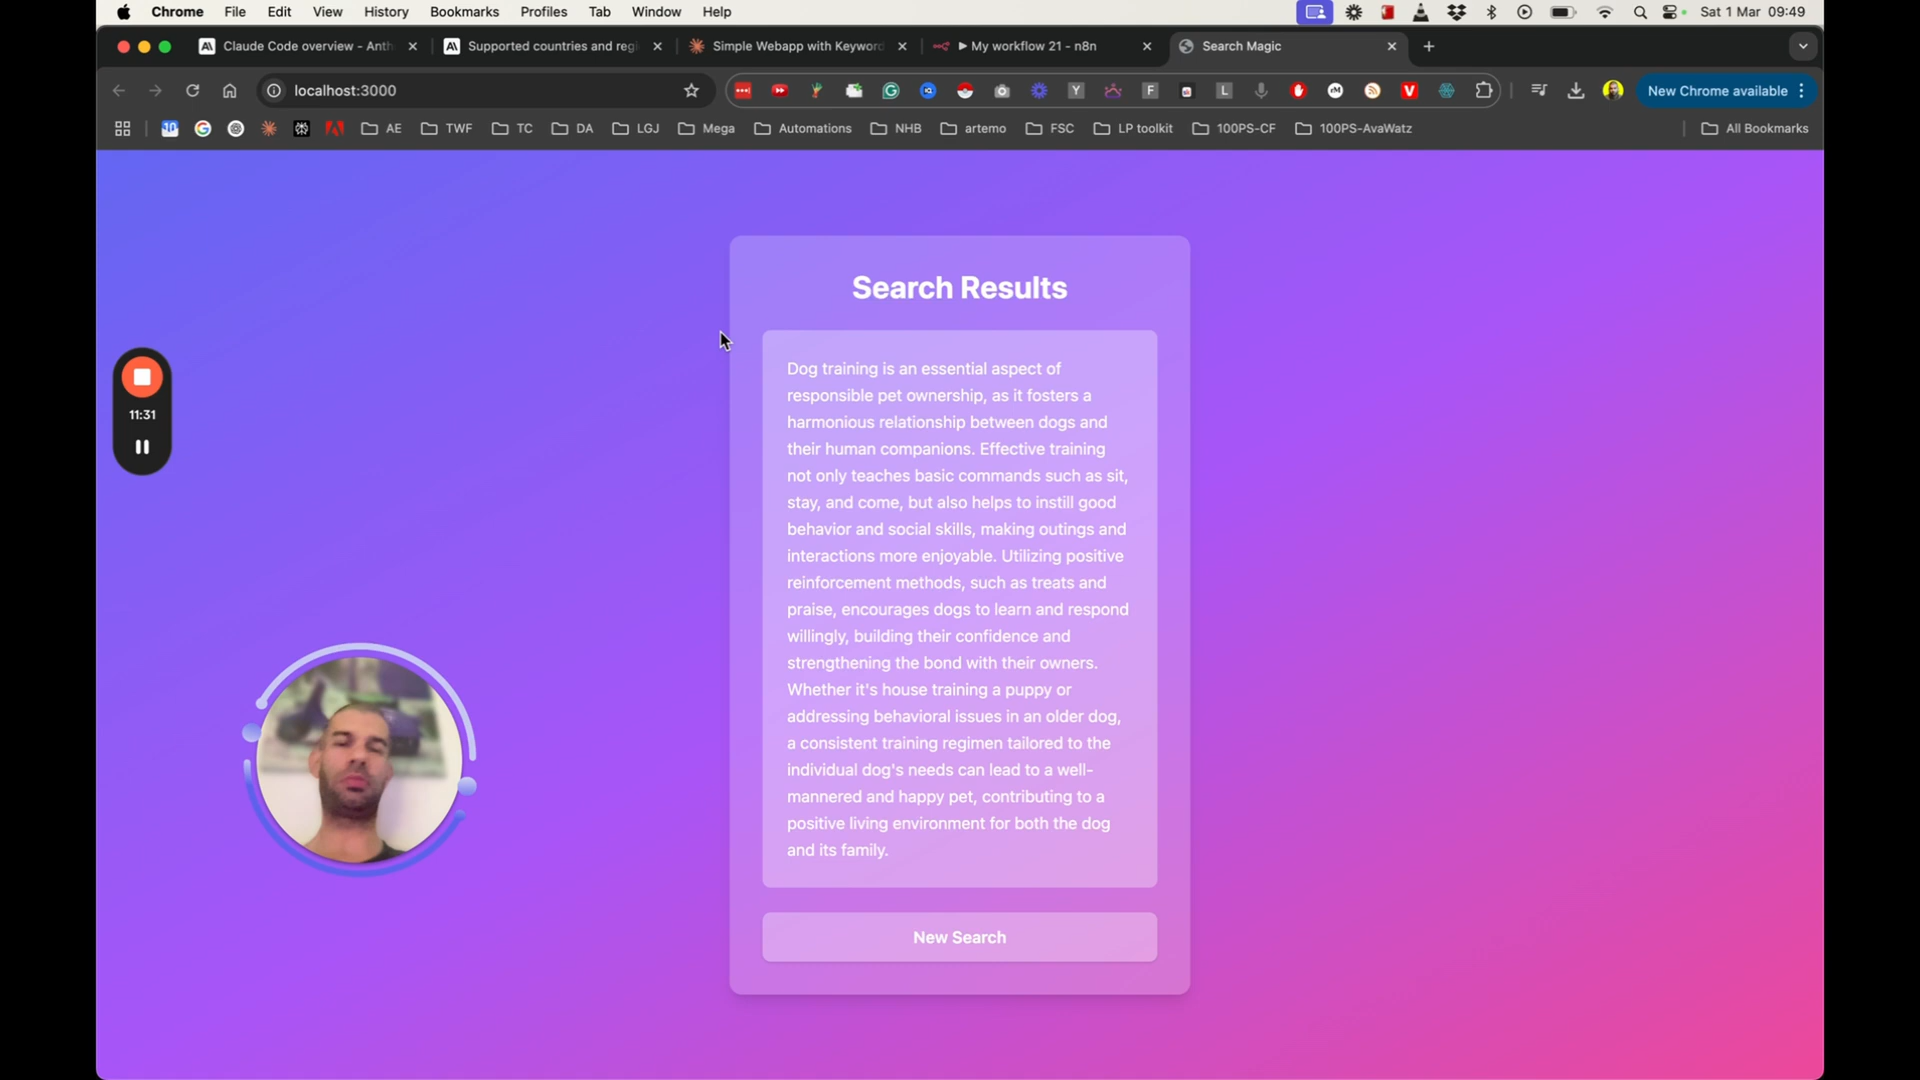 Chrome File Edit View History Bookmarks Profiles Tab Window Help Sat 1 Mar 09:49
Claude Code overview - Anth Supported countries and regi Simple Webapp with Keyword My workflow 21 - n8n Search Magic
localhost:3000 New Chrome available
AE TWF TC DA LGJ Mega Automations NHB artemo FSC LP toolkit 100PS-CF 100PS-AvaWatz All Bookmarks
Search Results
Dog training is an essential aspect of
responsible pet ownership, as it fosters a
harmonious relationship between dogs and
their human companions. Effective training
not only teaches basic commands such as sit,
stay, and come, but also helps to instill good
behavior and social skills, making outings and
interactions more enjoyable. Utilizing positive
reinforcement methods, such as treats and
praise, encourages dogs to learn and respond
willingly, building their confidence and
strengthening the bond with their owners.
Whether it's house training a puppy or
addressing behavioral issues in an older dog,
a consistent training regimen tailored to the
individual dog's needs can lead to a well-
mannered and happy pet, contributing to a
positive living environment for both the dog
and its family.
New Search
11:31